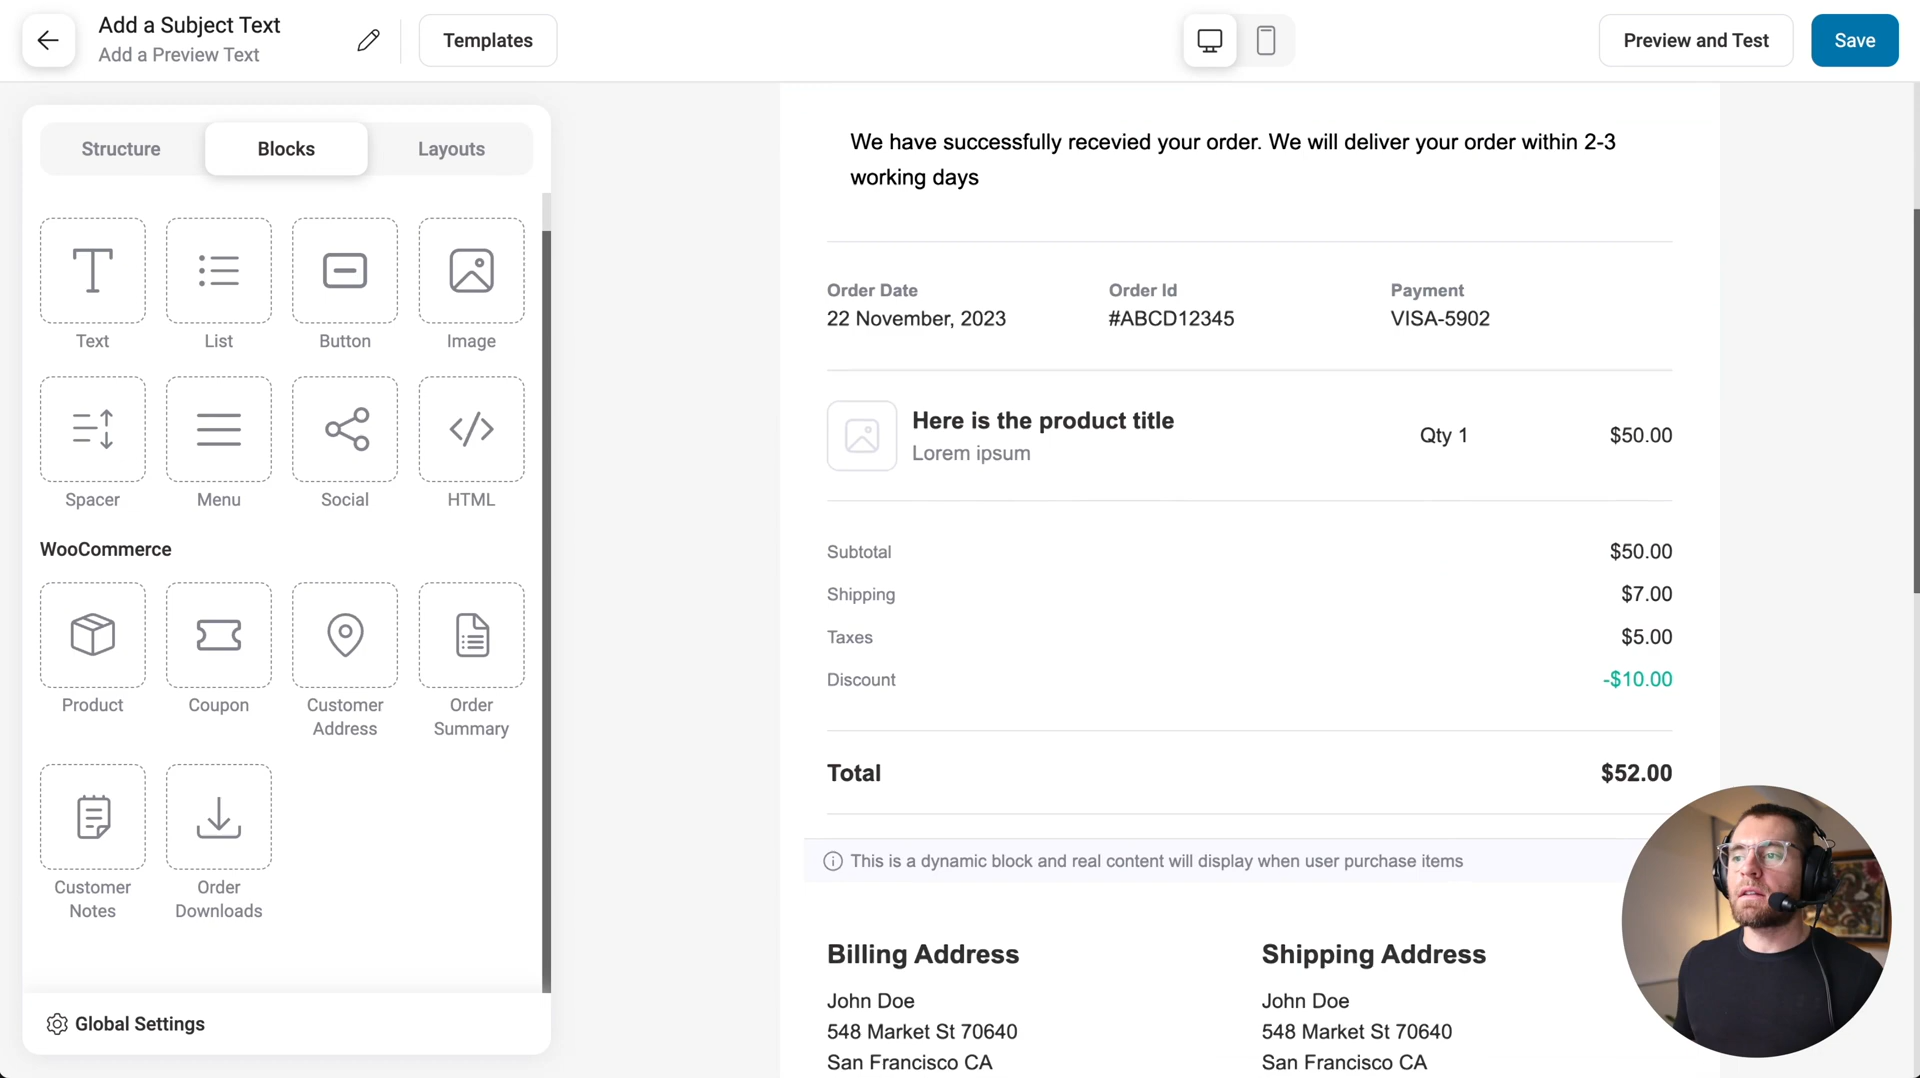 Add a Subject Text
Add a Preview Text
Templates
Preview and Test
Save
Structure
Blocks
Layouts
Text
List
Button
Image
Spacer
Menu
Social
HTML
WooCommerce
Product
Coupon
Customer
Address
Order
Summary
Customer
Notes
Order
Downloads
Global Settings
We have successfully recevied your order. We will deliver your order within 2-3
working days
Order Date
22 November, 2023
Order Id
#ABCD12345
Payment
VISA-5902
Here is the product title
Lorem ipsum
Qty 1
$50.00
Subtotal
$50.00
Shipping
$7.00
Taxes
$5.00
Discount
-$10.00
Total
$52.00
This is a dynamic block and real content will display when user purchase items
Billing Address
John Doe
548 Market St 70640
San Francisco CA
Shipping Address
John Doe
548 Market St 70640
San Francisco CA